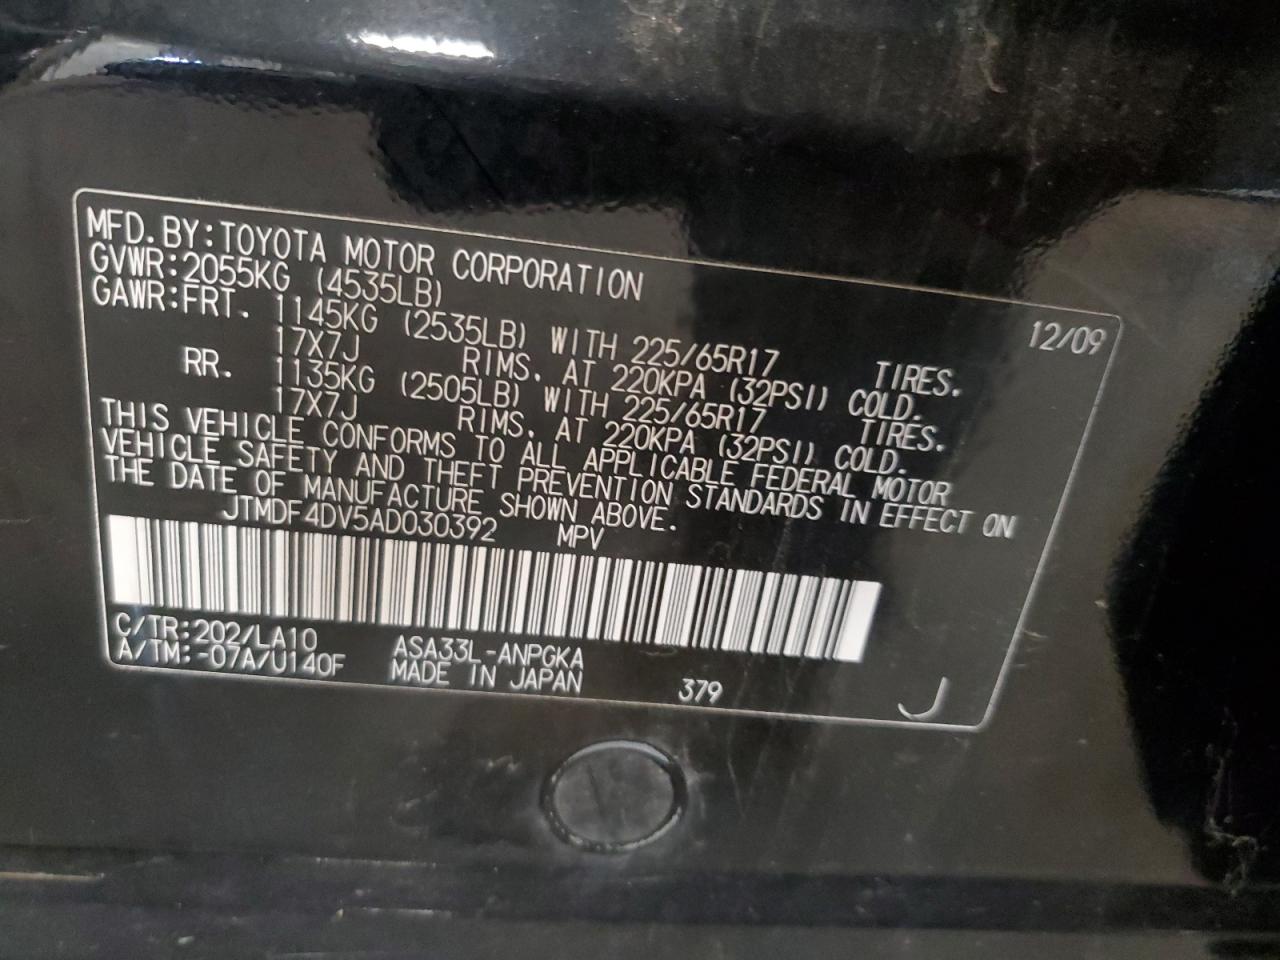 MFD. BY: TOYOTA MOTOR CORPORATION 12/09
GVWR: 2055KG (4535LB)
GAWR: FRT. 1145KG (2535LB) WITH 225/65R17 TIRES.
17X7J RIMS. AT 220KPA (32PSI) COLD.
RR. 1135KG (2505LB) WITH 225/65R17 TIRES.
17X7J RIMS. AT 220KPA (32PSI) COLD.
THIS VEHICLE CONFORMS TO ALL APPLICABLE FEDERAL MOTOR
VEHICLE SAFETY AND THEFT PREVENTION STANDARDS IN EFFECT ON
THE DATE OF MANUFACTURE SHOWN ABOVE.
JTMDF4DV5AD030392 MPV
C/TR: 202/LA10 ASA33L-ANPGKA
A/TM: -07A/U140F MADE IN JAPAN 379 J